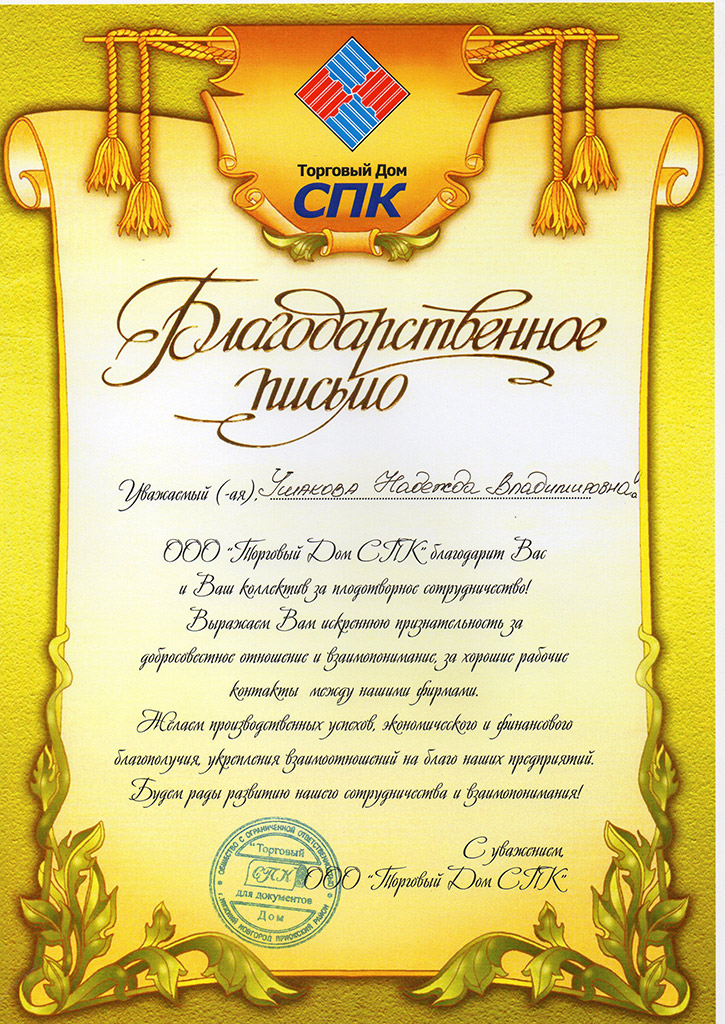 Торговый Дом
СПК
Благодарственное
письмо
Уважаемый (-ая), Ушакова Надежда Владимировна!
ООО "Торговый Дом СПК" благодарит Вас
и Ваш коллектив за плодотворное сотрудничество!
Выражаем Вам искреннюю признательность за
добросовестное отношение и взаимопонимание, за хорошие рабочие
контакты между нашими фирмами.
Желаем производственных успехов, экономического и финансового
благополучия, укрепления взаимоотношений на благо наших предприятий.
Будем рады развитию нашего сотрудничества и взаимопонимания!
С уважением,
ООО "Торговый Дом СПК"
ОБЩЕСТВО С ОГРАНИЧЕННОЙ ОТВЕТСТВЕННОСТЬЮ
"Торговый
СПК
для документов
Дом
г. НИЖНИЙ НОВГОРОД ПРИОКСКИЙ РАЙОН